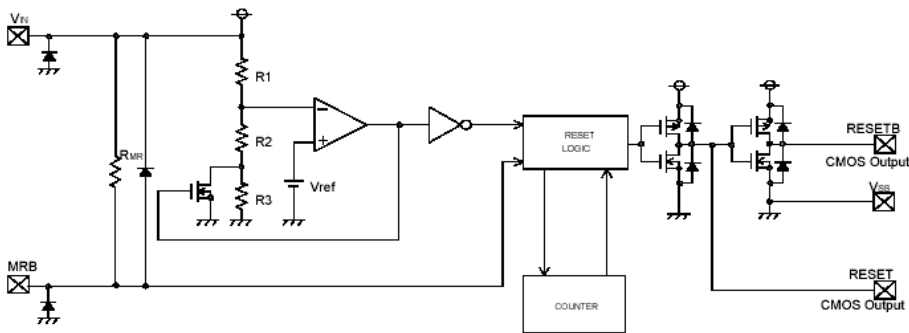 VIN
R1
R2
RMR
R3
Vref
RESET
LOGIC
RESETB
CMOS Output
VSS
MRB
COUNTER
RESET
CMOS Output